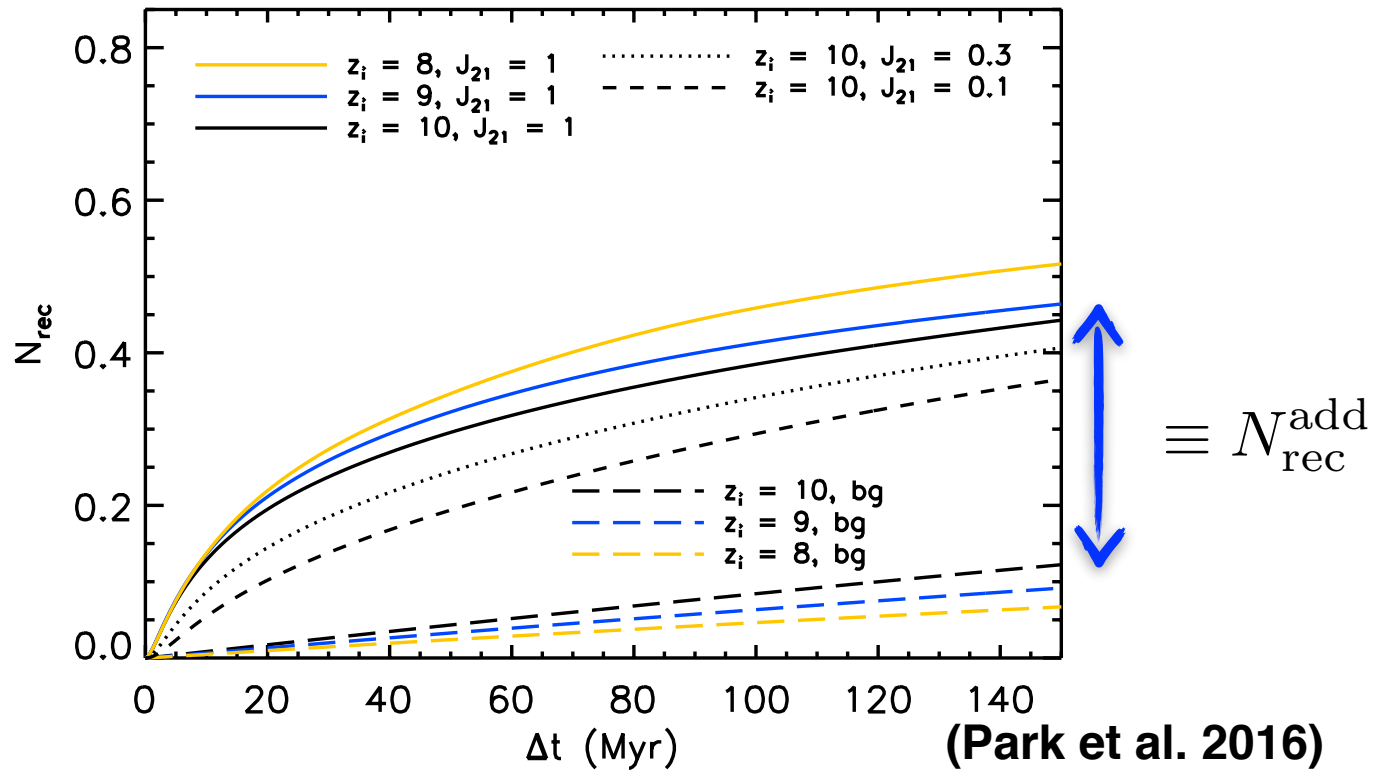 0.8
0.6
0.4
0.2
0.0
N_rec
z_i = 8, J_21 = 1
z_i = 9, J_21 = 1
z_i = 10, J_21 = 1
z_i = 10, J_21 = 0.3
z_i = 10, J_21 = 0.1
z_i = 10, bg
z_i = 9, bg
z_i = 8, bg
≡ N_rec^add
0 20 40 60 80 100 120 140
Δt (Myr)
(Park et al. 2016)